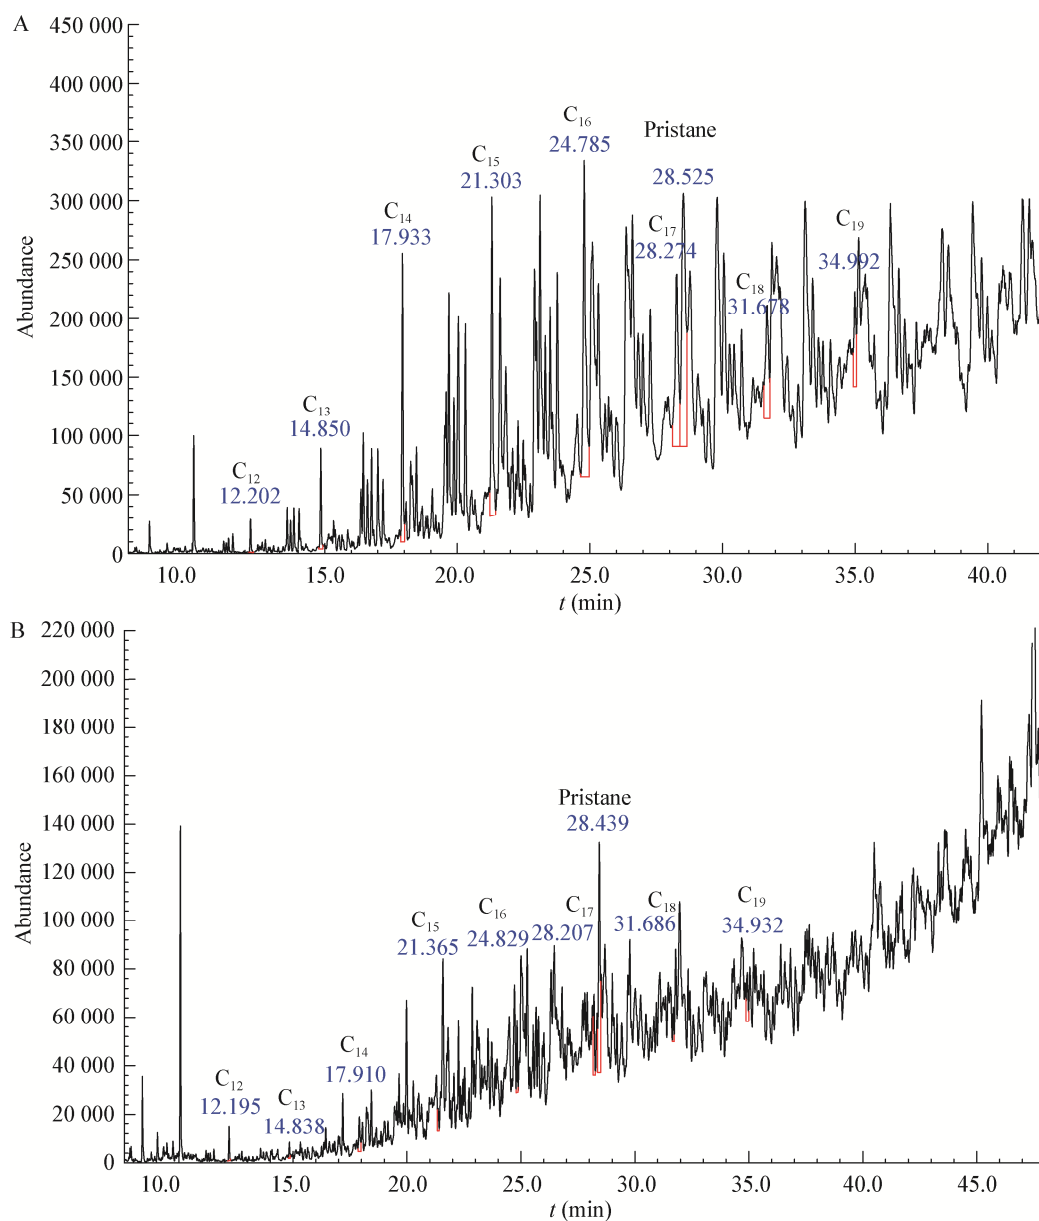 A
450 000
400 000
350 000
300 000
250 000
200 000
150 000
100 000
50 000
0
Abundance
C12
12.202
C13
14.850
C14
17.933
C15
21.303
C16
24.785
Pristane
28.525
C17
28.274
C18
31.678
C19
34.992
10.0 15.0 20.0 25.0 30.0 35.0 40.0
t (min)
B
220 000
200 000
180 000
160 000
140 000
120 000
100 000
80 000
60 000
40 000
20 000
0
Abundance
C12
12.195
C13
14.838
C14
17.910
C15
21.365
C16
24.829
C17
28.207
Pristane
28.439
C18
31.686
C19
34.932
10.0 15.0 20.0 25.0 30.0 35.0 40.0 45.0
t (min)